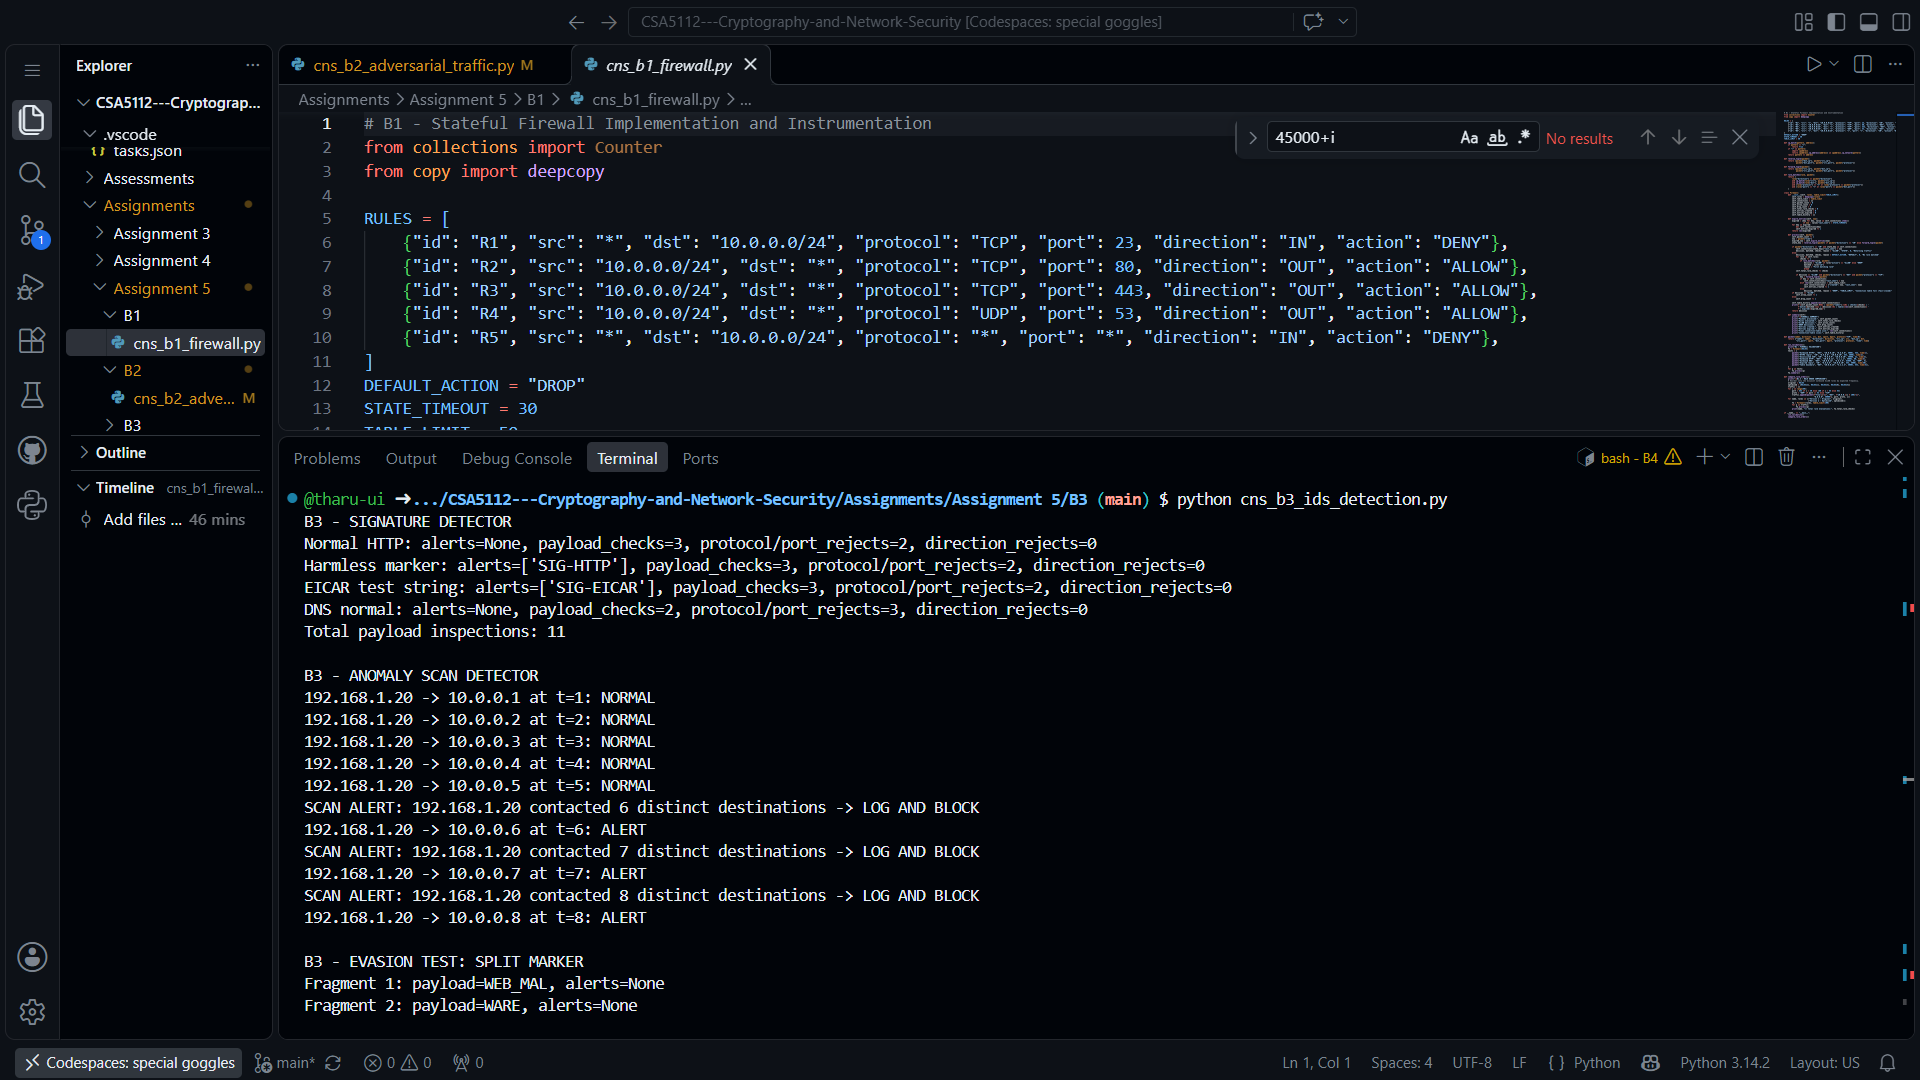 CSA5112---Cryptography-and-Network-Security [Codespaces: special goggles]
Explorer
CSA5112---Cryptograp...
.vscode
tasks.json
Assessments
Assignments
Assignment 3
Assignment 4
Assignment 5
B1
cns_b1_firewall.py
B2
cns_b2_adve... M
B3
Outline
Timeline cns_b1_firewal...
Add files ... 46 mins
1
cns_b2_adversarial_traffic.py M
cns_b1_firewall.py
Assignments > Assignment 5 > B1 > cns_b1_firewall.py > ...
45000+i Aa ab .* No results
1 # B1 - Stateful Firewall Implementation and Instrumentation
2 from collections import Counter
3 from copy import deepcopy
4
5 RULES = [
6 {"id": "R1", "src": "*", "dst": "10.0.0.0/24", "protocol": "TCP", "port": 23, "direction": "IN", "action": "DENY"},
7 {"id": "R2", "src": "10.0.0.0/24", "dst": "*", "protocol": "TCP", "port": 80, "direction": "OUT", "action": "ALLOW"},
8 {"id": "R3", "src": "10.0.0.0/24", "dst": "*", "protocol": "TCP", "port": 443, "direction": "OUT", "action": "ALLOW"},
9 {"id": "R4", "src": "10.0.0.0/24", "dst": "*", "protocol": "UDP", "port": 53, "direction": "OUT", "action": "ALLOW"},
10 {"id": "R5", "src": "*", "dst": "10.0.0.0/24", "protocol": "*", "port": "*", "direction": "IN", "action": "DENY"},
11 ]
12 DEFAULT_ACTION = "DROP"
13 STATE_TIMEOUT = 30
Problems Output Debug Console Terminal Ports
bash - B4
@tharu-ui ➜.../CSA5112---Cryptography-and-Network-Security/Assignments/Assignment 5/B3 (main) $ python cns_b3_ids_detection.py
B3 - SIGNATURE DETECTOR
Normal HTTP: alerts=None, payload_checks=3, protocol/port_rejects=2, direction_rejects=0
Harmless marker: alerts=['SIG-HTTP'], payload_checks=3, protocol/port_rejects=2, direction_rejects=0
EICAR test string: alerts=['SIG-EICAR'], payload_checks=3, protocol/port_rejects=2, direction_rejects=0
DNS normal: alerts=None, payload_checks=2, protocol/port_rejects=3, direction_rejects=0
Total payload inspections: 11
B3 - ANOMALY SCAN DETECTOR
192.168.1.20 -> 10.0.0.1 at t=1: NORMAL
192.168.1.20 -> 10.0.0.2 at t=2: NORMAL
192.168.1.20 -> 10.0.0.3 at t=3: NORMAL
192.168.1.20 -> 10.0.0.4 at t=4: NORMAL
192.168.1.20 -> 10.0.0.5 at t=5: NORMAL
SCAN ALERT: 192.168.1.20 contacted 6 distinct destinations -> LOG AND BLOCK
192.168.1.20 -> 10.0.0.6 at t=6: ALERT
SCAN ALERT: 192.168.1.20 contacted 7 distinct destinations -> LOG AND BLOCK
192.168.1.20 -> 10.0.0.7 at t=7: ALERT
SCAN ALERT: 192.168.1.20 contacted 8 distinct destinations -> LOG AND BLOCK
192.168.1.20 -> 10.0.0.8 at t=8: ALERT
B3 - EVASION TEST: SPLIT MARKER
Fragment 1: payload=WEB_MAL, alerts=None
Fragment 2: payload=WARE, alerts=None
Codespaces: special goggles main* 0 0 0
Ln 1, Col 1 Spaces: 4 UTF-8 LF { } Python Python 3.14.2 Layout: US